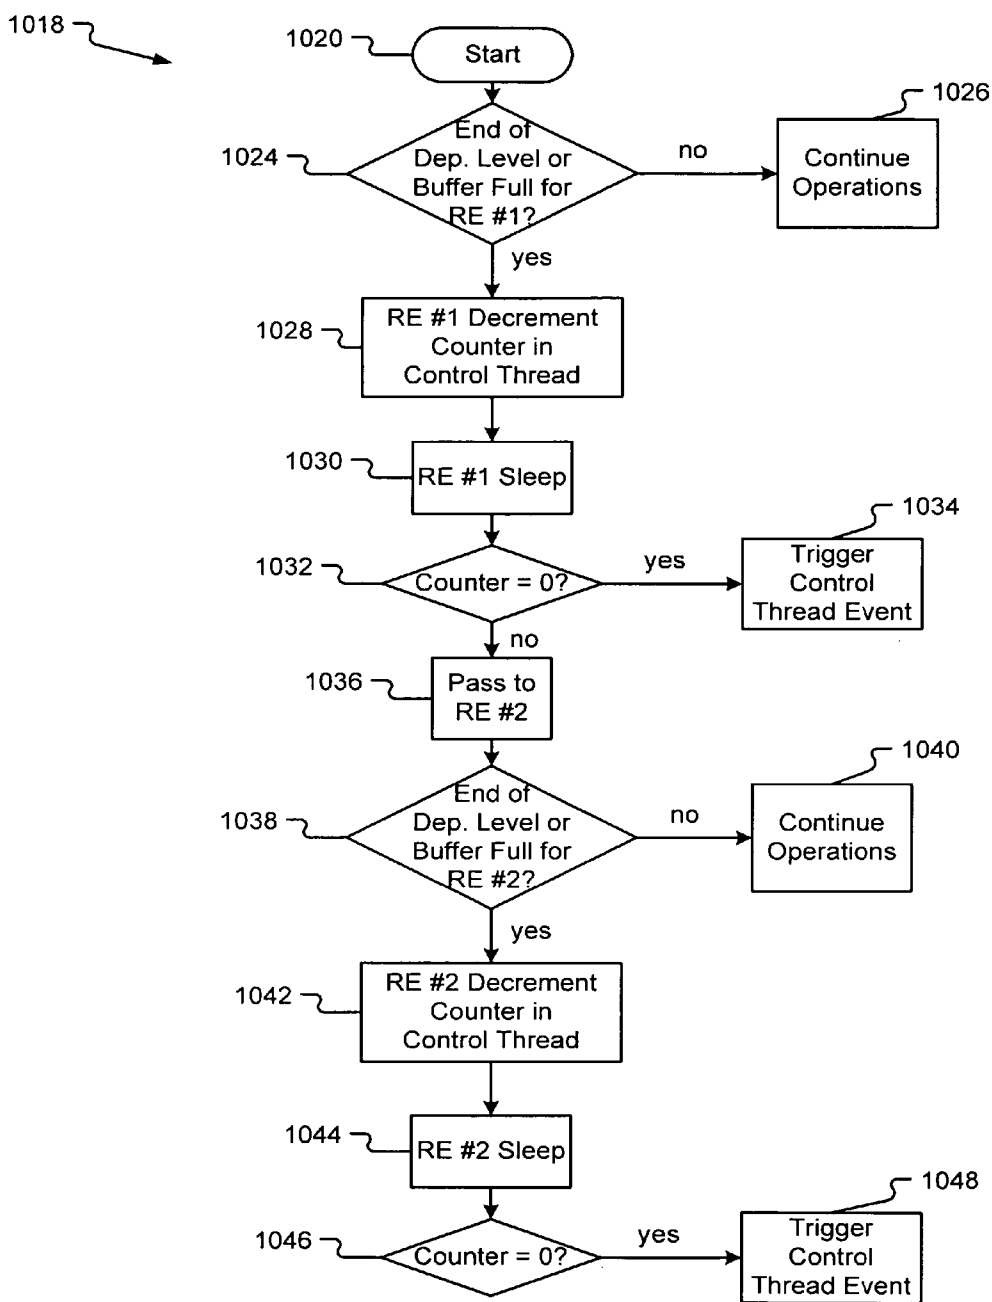 1018
1020
Start
1026
1024
End of
Dep. Level or
Buffer Full for
RE #1?
no
Continue
Operations
yes
1028
RE #1 Decrement
Counter in
Control Thread
1030
RE #1 Sleep
1034
1032
Counter = 0?
yes
Trigger
Control
Thread Event
no
1036
Pass to
RE #2
1040
1038
End of
Dep. Level or
Buffer Full for
RE #2?
no
Continue
Operations
yes
1042
RE #2 Decrement
Counter in
Control Thread
1044
RE #2 Sleep
1048
1046
Counter = 0?
yes
Trigger
Control
Thread Event